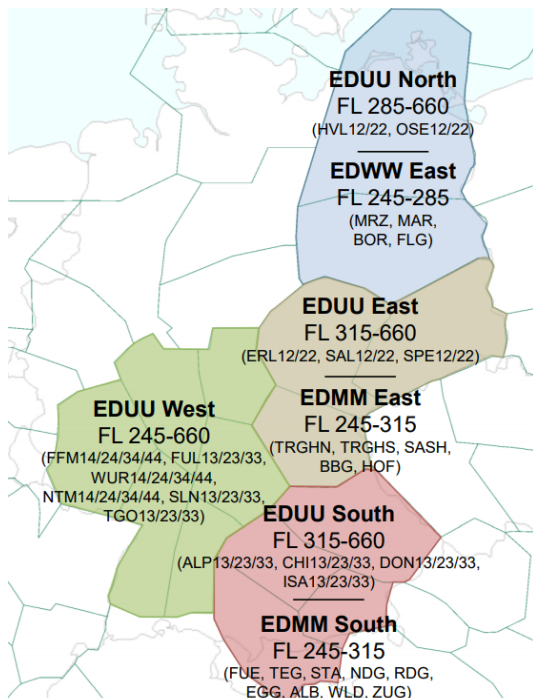 EDUU North
FL 285-660
(HVL12/22, OSE12/22)
EDWW East
FL 245-285
(MRZ, MAR,
BOR, FLG)
EDUU East
FL 315-660
(ERL12/22, SAL12/22, SPE12/22)
EDMM East
FL 245-315
(TRGHN, TRGHS, SASH,
BBG, HOF)
EDUU West
FL 245-660
(FFM14/24/34/44, FUL13/23/33,
WUR14/24/34/44,
NTM14/24/34/44, SLN13/23/33,
TGO13/23/33)
EDUU South
FL 315-660
(ALP13/23/33, CHI13/23/33, DON13/23/33,
ISA13/23/33)
EDMM South
FL 245-315
(FUE, TEG, STA, NDG, RDG,
EGG, ALB, WLD, ZUG)